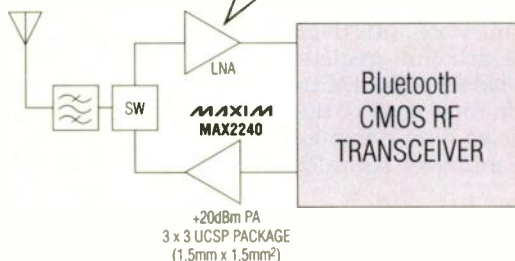 LNA
SW
MAXIM
MAX2240
Bluetooth
CMOS RF
TRANSCEIVER
+20dBm PA
3 x 3 UCSP PACKAGE
(1.5mm x 1.5mm²)